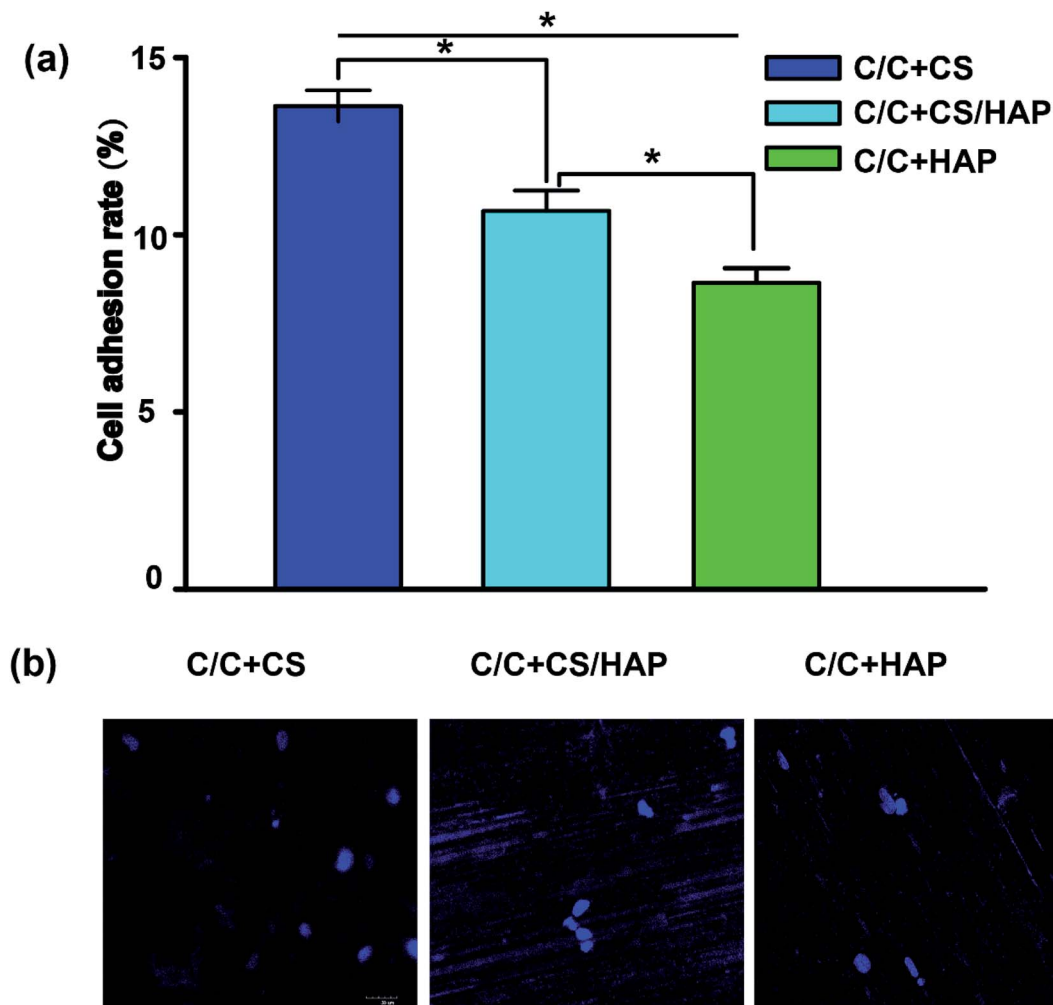 (a)
*
*
*
C/C+CS
C/C+CS/HAP
C/C+HAP
Cell adhesion rate (%)
15
10
5
0
(b)
C/C+CS
C/C+CS/HAP
C/C+HAP